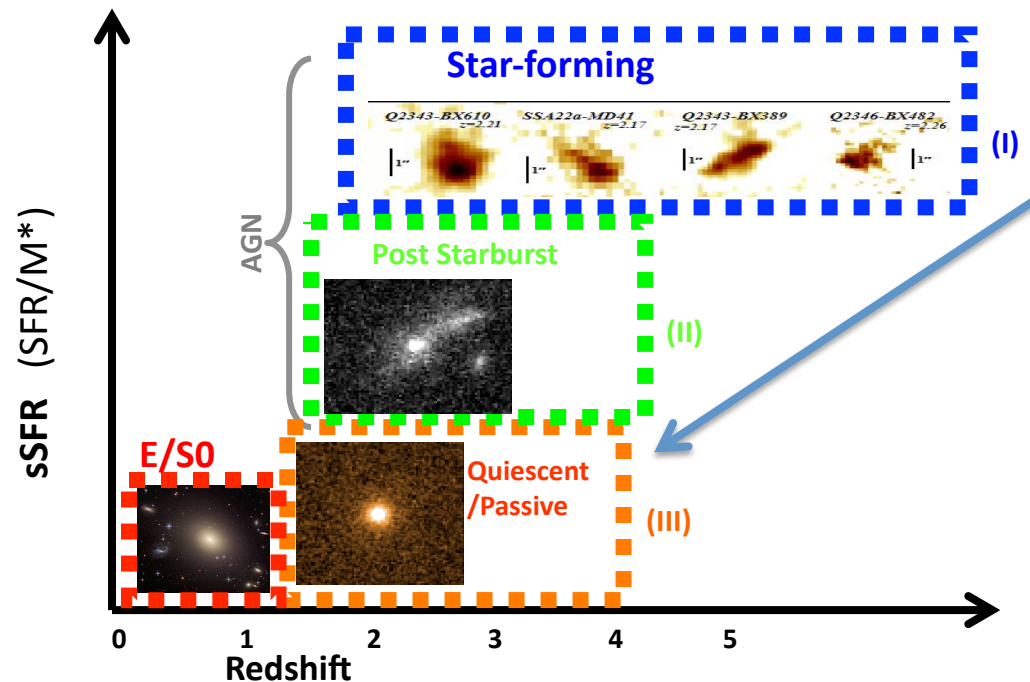 Star-forming
Q2343-BX610
z=2.21
SSA22a-MD41
z=2.17
Q2343-BX389
z=2.17
Q2346-BX482
z=2.26
1”
1”
1”
1”
(I)
AGN
Post Starburst
(II)
sSFR (SFR/M*)
E/S0
Quiescent
/Passive
(III)
0 1 2 3 4 5
Redshift